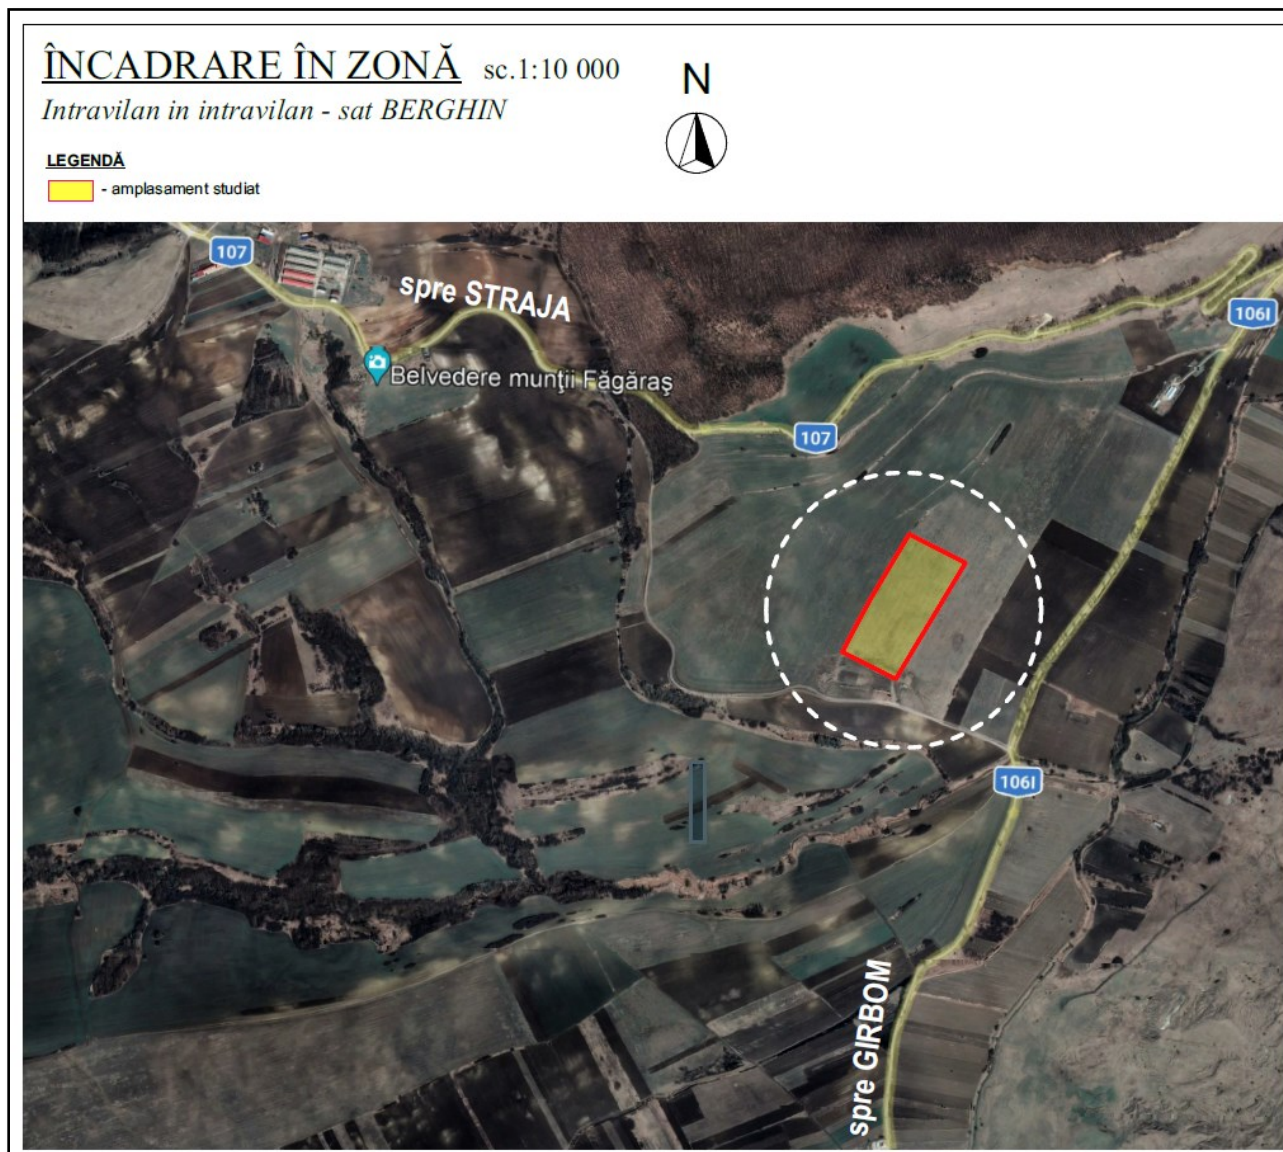 ÎNCADRARE ÎN ZONĂ sc.1:10 000
Intravilan in intravilan - sat BERGHIN
N
LEGENDĂ
- amplasament studiat
107
spre STRAJA
106I
Belvedere munţii Făgăraş
107
106I
spre GIRBOM